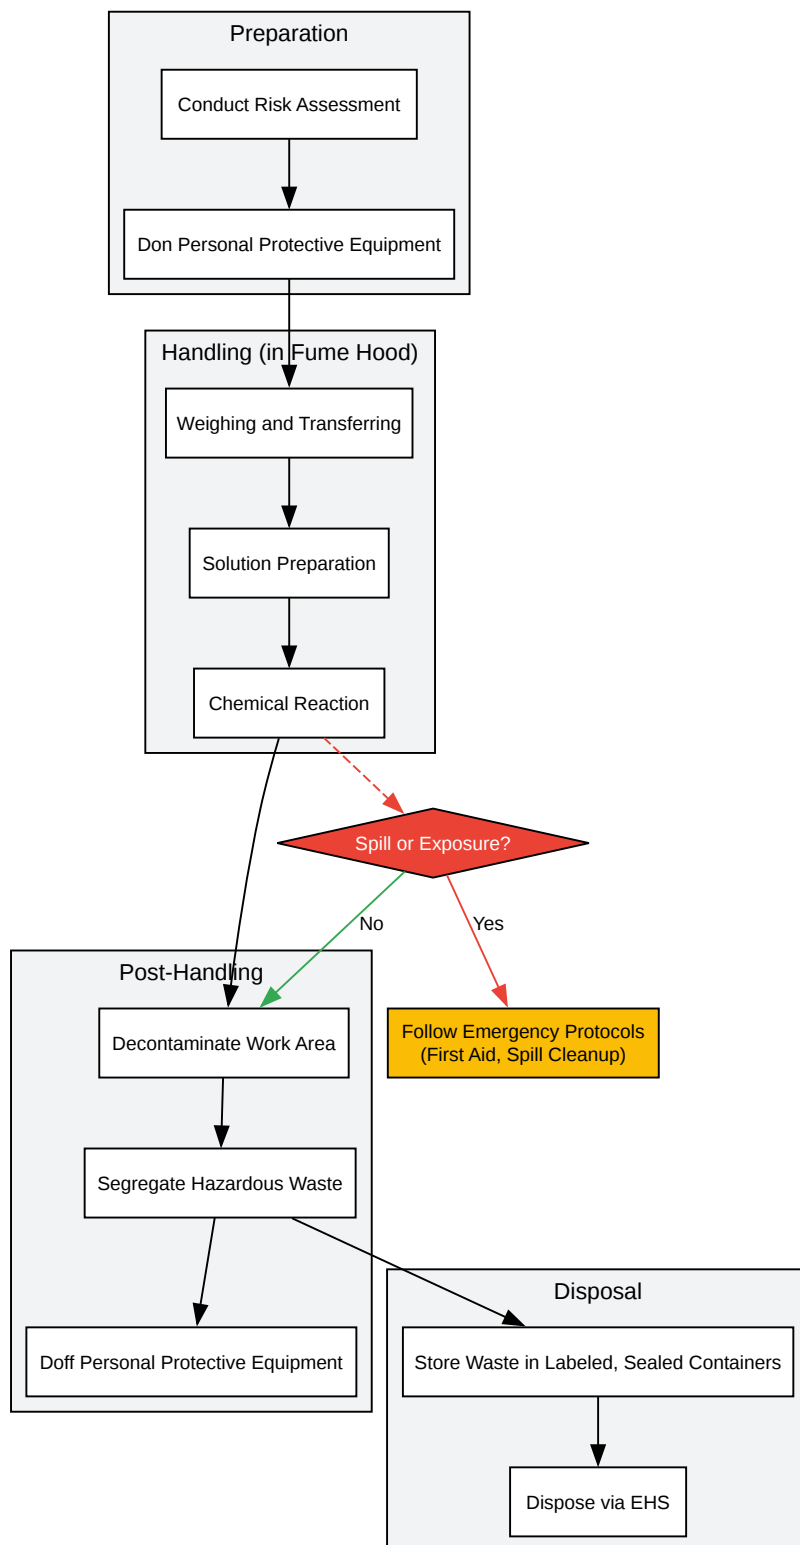 Preparation
Conduct Risk Assessment
Don Personal Protective Equipment
Handling (in Fume Hood)
Weighing and Transferring
Solution Preparation
Chemical Reaction
Spill or Exposure?
No
Yes
Post-Handling
Decontaminate Work Area
Follow Emergency Protocols
(First Aid, Spill Cleanup)
Segregate Hazardous Waste
Doff Personal Protective Equipment
Disposal
Store Waste in Labeled, Sealed Containers
Dispose via EHS